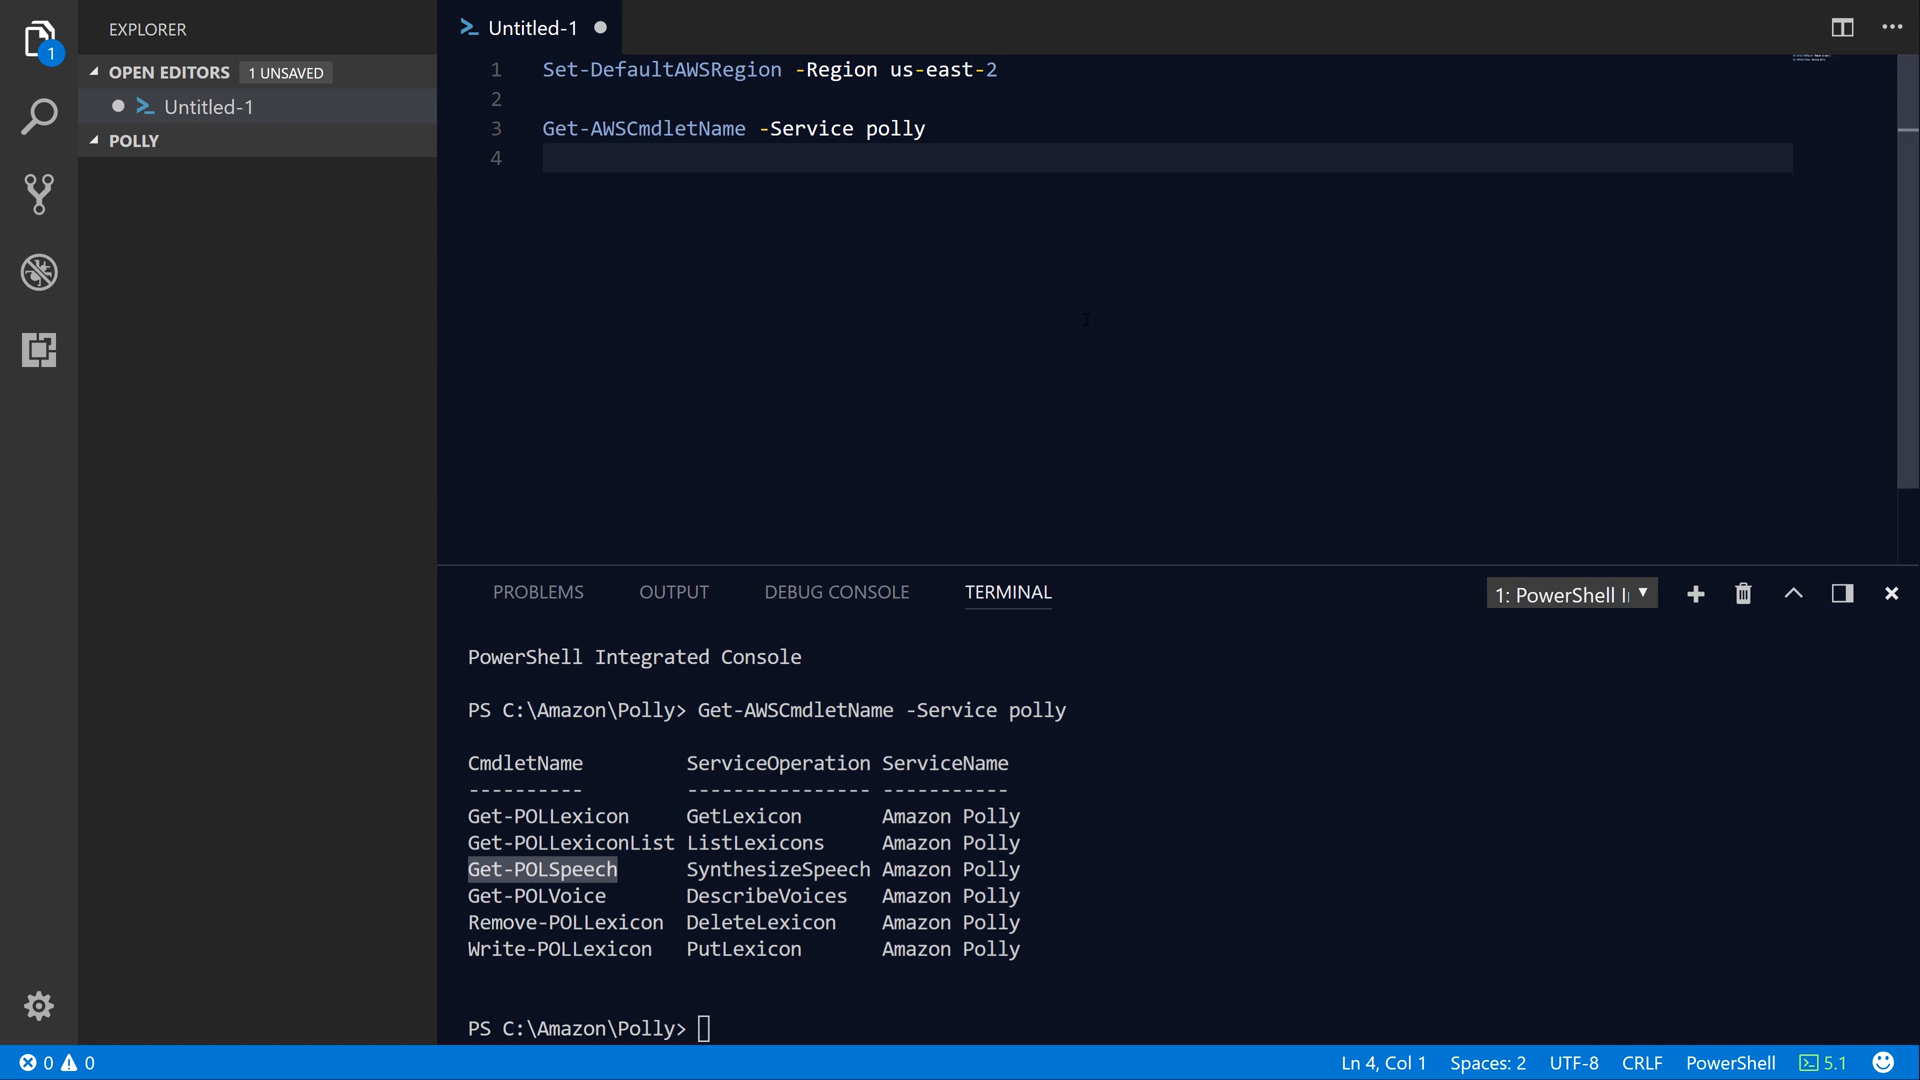 EXPLORER
OPEN EDITORS 1 UNSAVED
Untitled-1
POLLY
1
Untitled-1
1 Set-DefaultAWSRegion -Region us-east-2
2
3 Get-AWSCmdletName -Service polly
4
PROBLEMS OUTPUT DEBUG CONSOLE TERMINAL 1: PowerShell I
PowerShell Integrated Console
PS C:\Amazon\Polly> Get-AWSCmdletName -Service polly
CmdletName ServiceOperation ServiceName
---------- ---------------- -----------
Get-POLLexicon GetLexicon Amazon Polly
Get-POLLexiconList ListLexicons Amazon Polly
Get-POLSpeech SynthesizeSpeech Amazon Polly
Get-POLVoice DescribeVoices Amazon Polly
Remove-POLLexicon DeleteLexicon Amazon Polly
Write-POLLexicon PutLexicon Amazon Polly
PS C:\Amazon\Polly>
0 0 Ln 4, Col 1 Spaces: 2 UTF-8 CRLF PowerShell 5.1